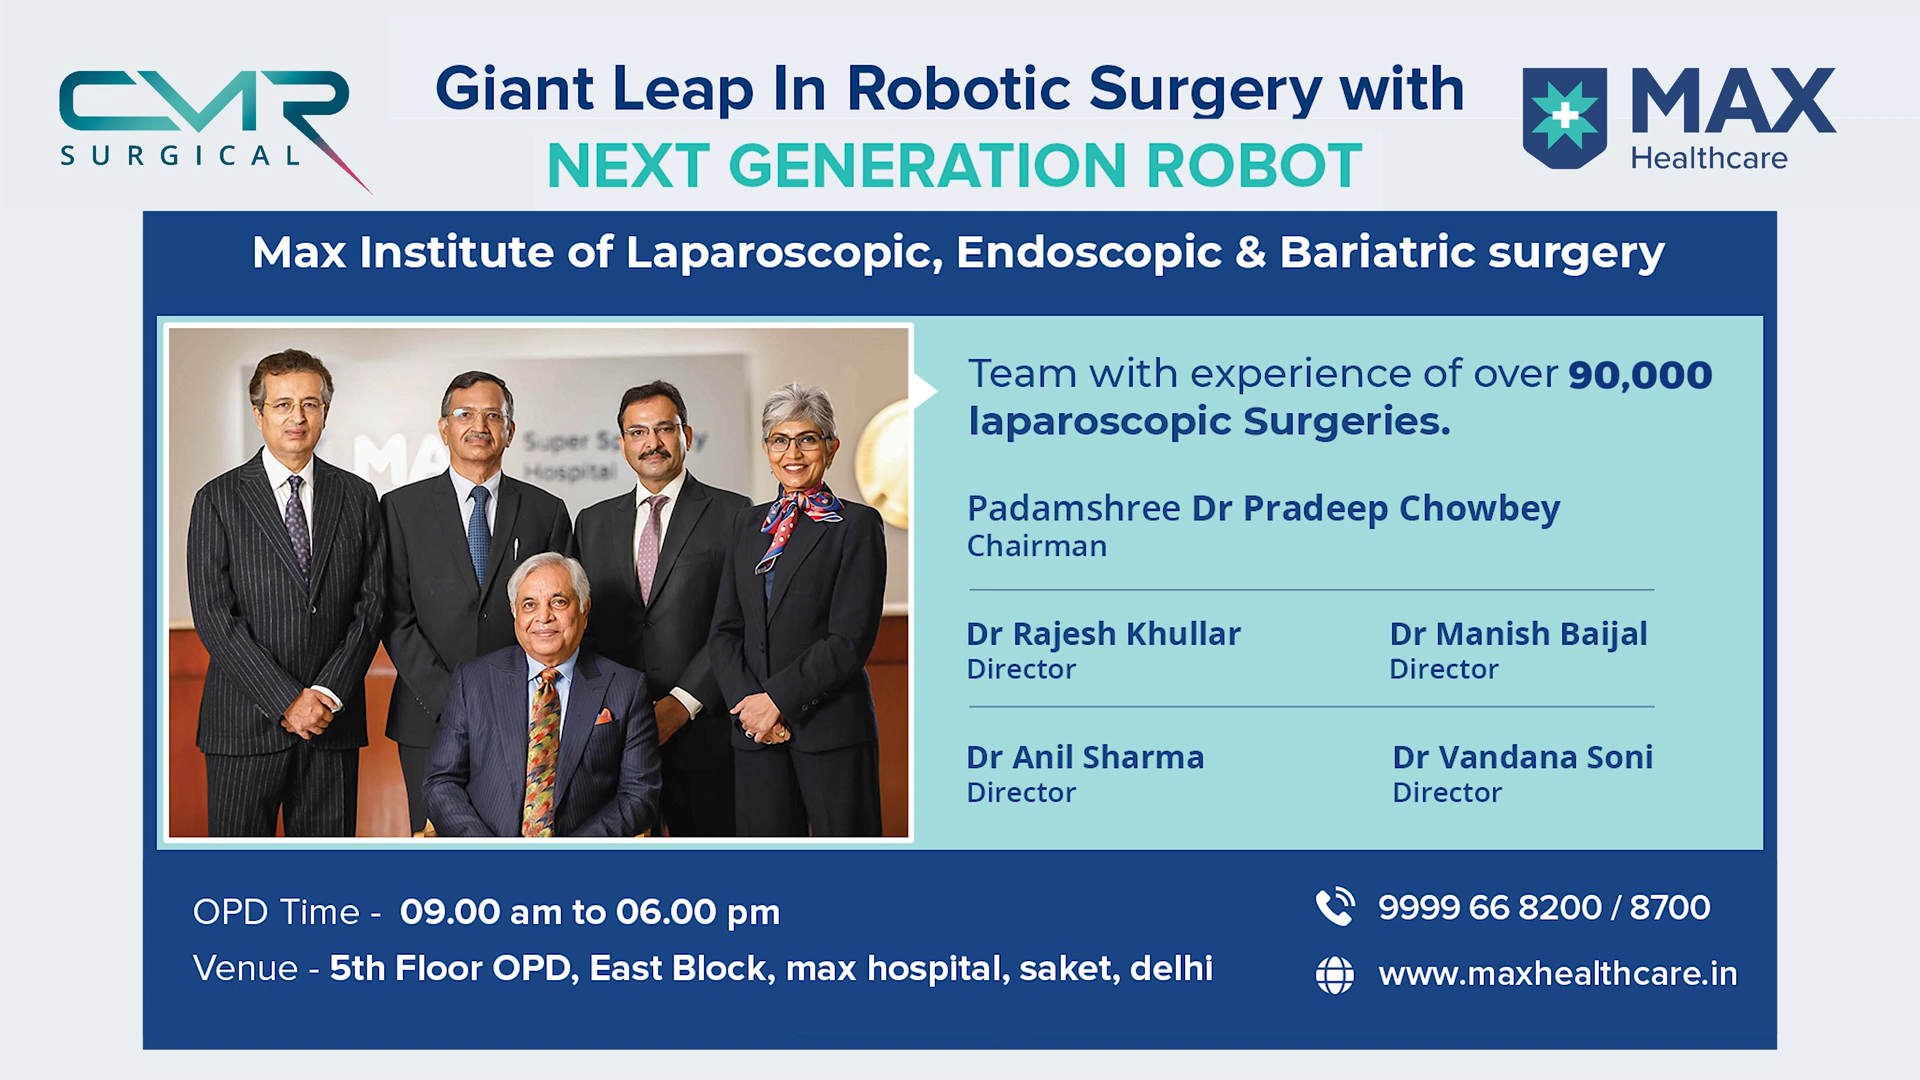 CMR
SURGICAL
Giant Leap In Robotic Surgery with
NEXT GENERATION ROBOT
MAX
Healthcare
Max Institute of Laparoscopic, Endoscopic & Bariatric surgery
Team with experience of over 90,000
laparoscopic Surgeries.
Padamshree Dr Pradeep Chowbey
Chairman
Dr Rajesh Khullar
Director
Dr Manish Baijal
Director
Dr Anil Sharma
Director
Dr Vandana Soni
Director
Super
Hospital
OPD Time - 09.00 am to 06.00 pm
Venue - 5th Floor OPD, East Block, max hospital, saket, delhi
9999 66 8200 / 8700
www.maxhealthcare.in